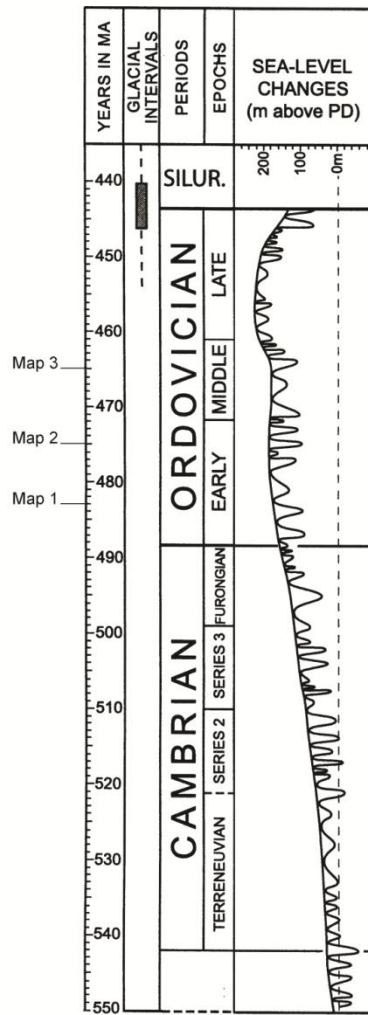 YEARS IN MA
GLACIAL
INTERVALS
PERIODS
EPOCHS
SEA-LEVEL
CHANGES
(m above PD)
200
100
0m
440
450
460
470
480
490
500
510
520
530
540
550
Map 3
Map 2
Map 1
SILUR.
ORDOVICIAN
CAMBRIAN
LATE
MIDDLE
EARLY
FURONGIAN
SERIES 3
SERIES 2
TERRENEUVIAN